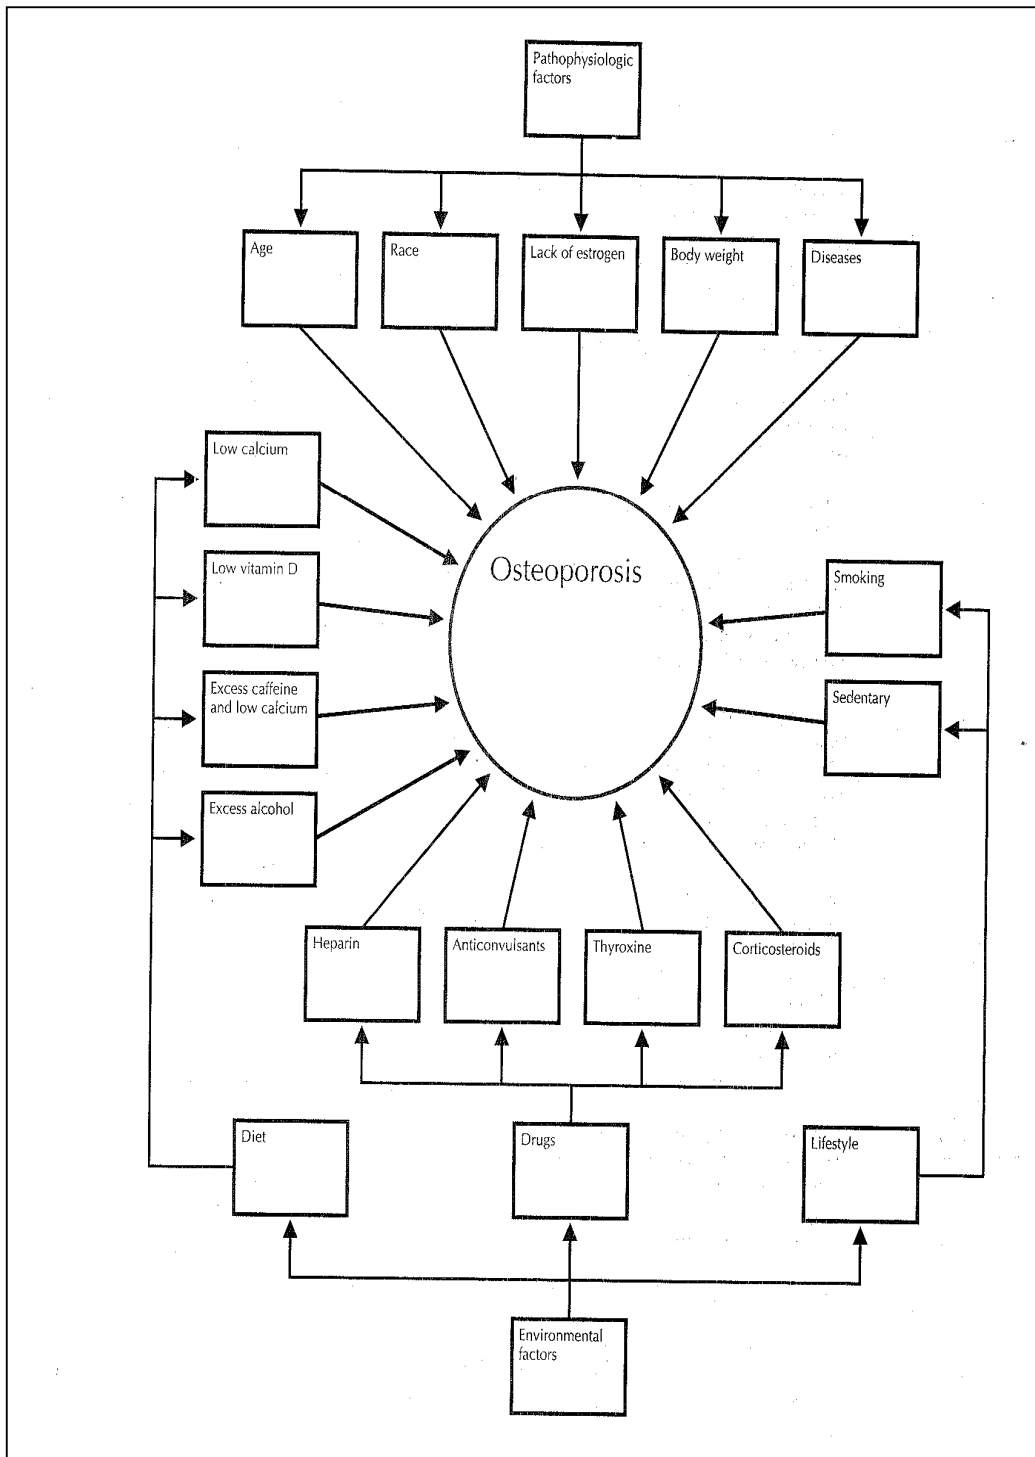 Pathophysiologic
factors
Age
Race
Lack of estrogen
Body weight
Diseases
Low calcium
Osteoporosis
Low vitamin D
Smoking
Excess caffeine
and low calcium
Sedentary
Excess alcohol
Heparin
Anticonvulsants
Thyroxine
Corticosteroids
Diet
Drugs
Lifestyle
Environmental
factors